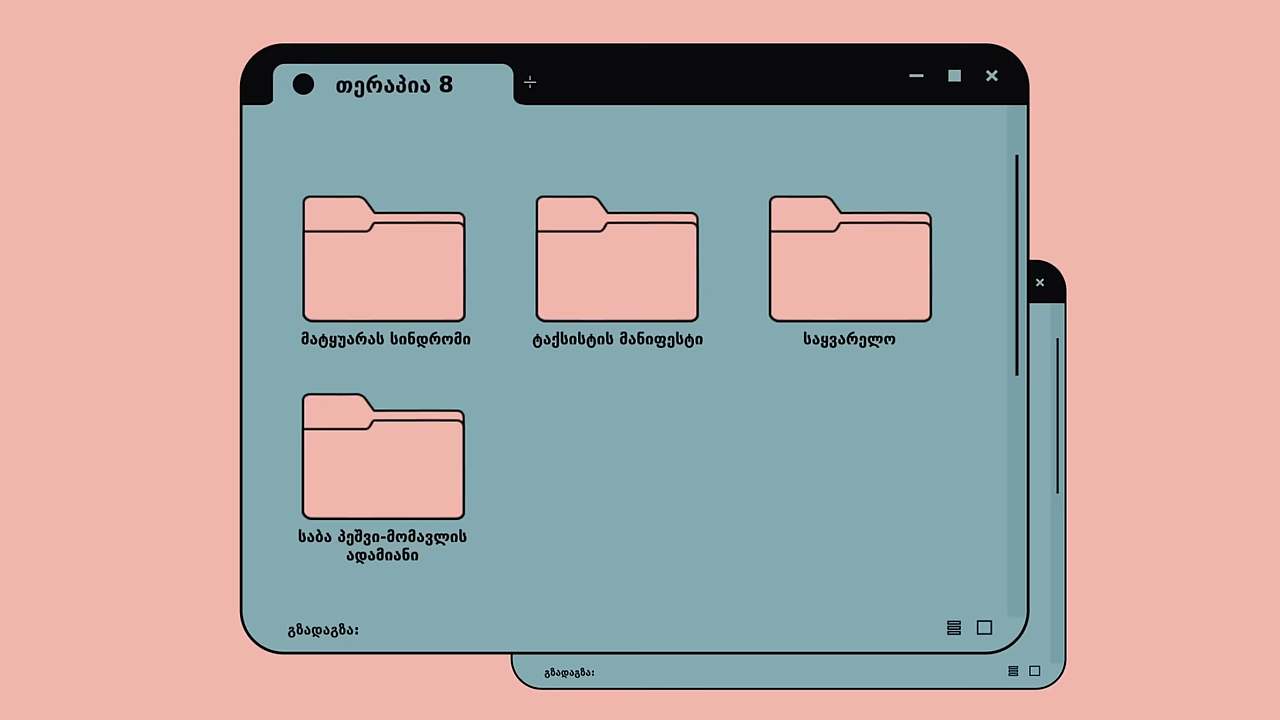 თერაპია 8
მატყუარას სინდრომი
ტაქსისტის მანიფესტი
საყვარელო
საბა პეშვი-მომავლის
ადამიანი
გზადაგზა:
გზადაგზა: